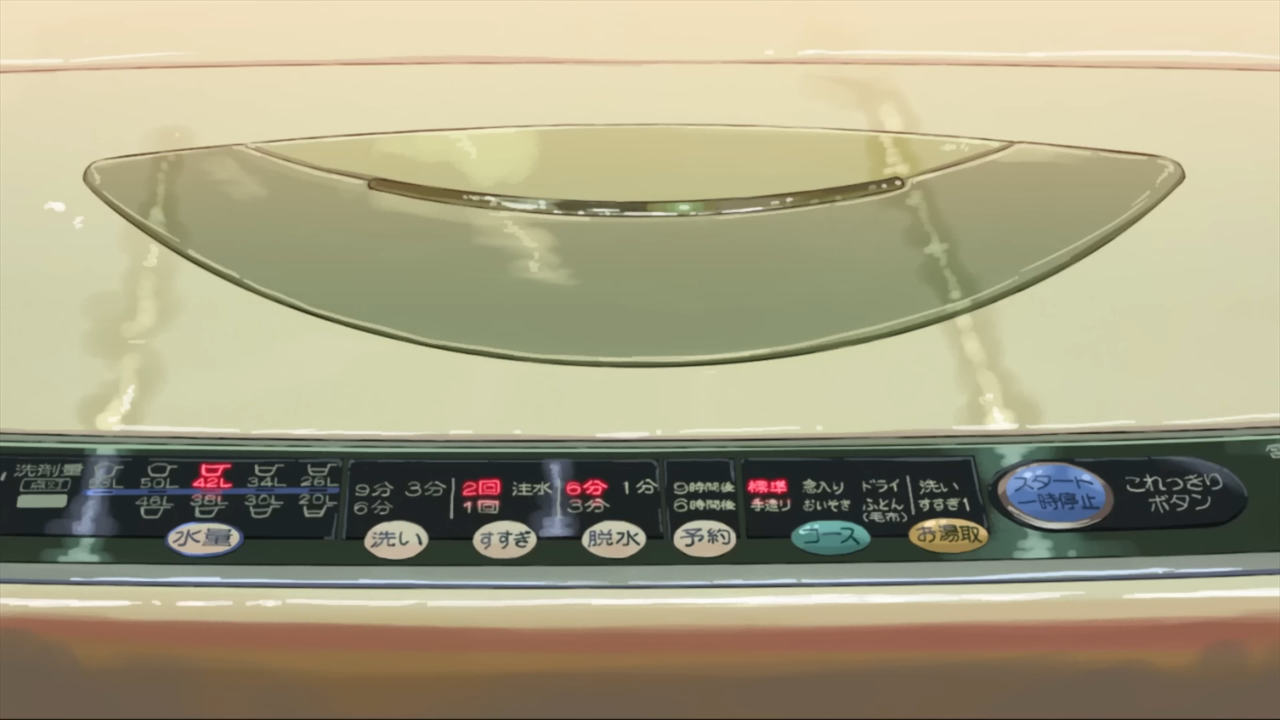 洗剤量
点灯
63L 50L 42L 34L 26L
46L 38L 30L 20L
水量
9分 3分
6分
洗い
2回 注水
1回
すすぎ
6分 1分
3分
脱水
9時間後
6時間後
予約
標準 念入り ドライ
手造り おいそぎ ふとん
(毛布)
コース
洗い
すすぎ1
お湯取
スタート
一時停止
これっきり
ボタン